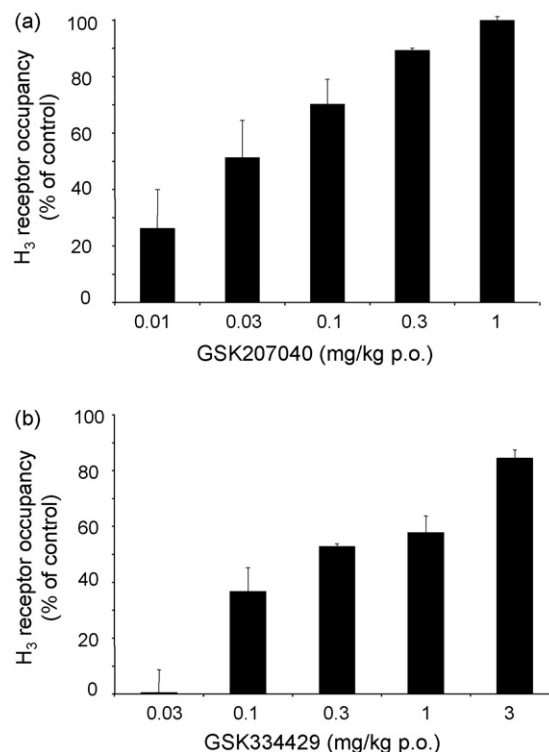 (a)
H₃ receptor occupancy
(% of control)
100
80
60
40
20
0
0.01 0.03 0.1 0.3 1
GSK207040 (mg/kg p.o.)
(b)
H₃ receptor occupancy
(% of control)
100
80
60
40
20
0
0.03 0.1 0.3 1 3
GSK334429 (mg/kg p.o.)